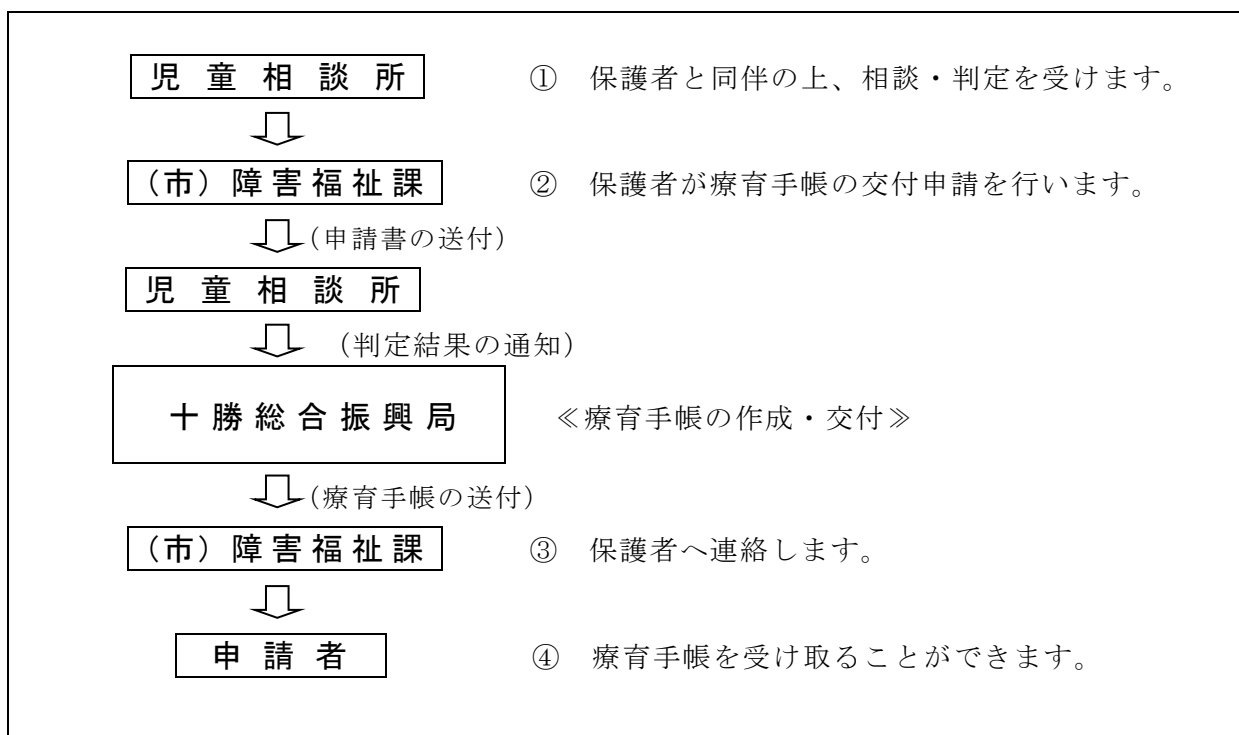 児童相談所 ① 保護者と同伴の上、相談・判定を受けます。
(市)障害福祉課 ② 保護者が療育手帳の交付申請を行います。
(申請書の送付)
児童相談所
(判定結果の通知)
十勝総合振興局 ≪療育手帳の作成・交付≫
(療育手帳の送付)
(市)障害福祉課 ③ 保護者へ連絡します。
申請者 ④ 療育手帳を受け取ることができます。